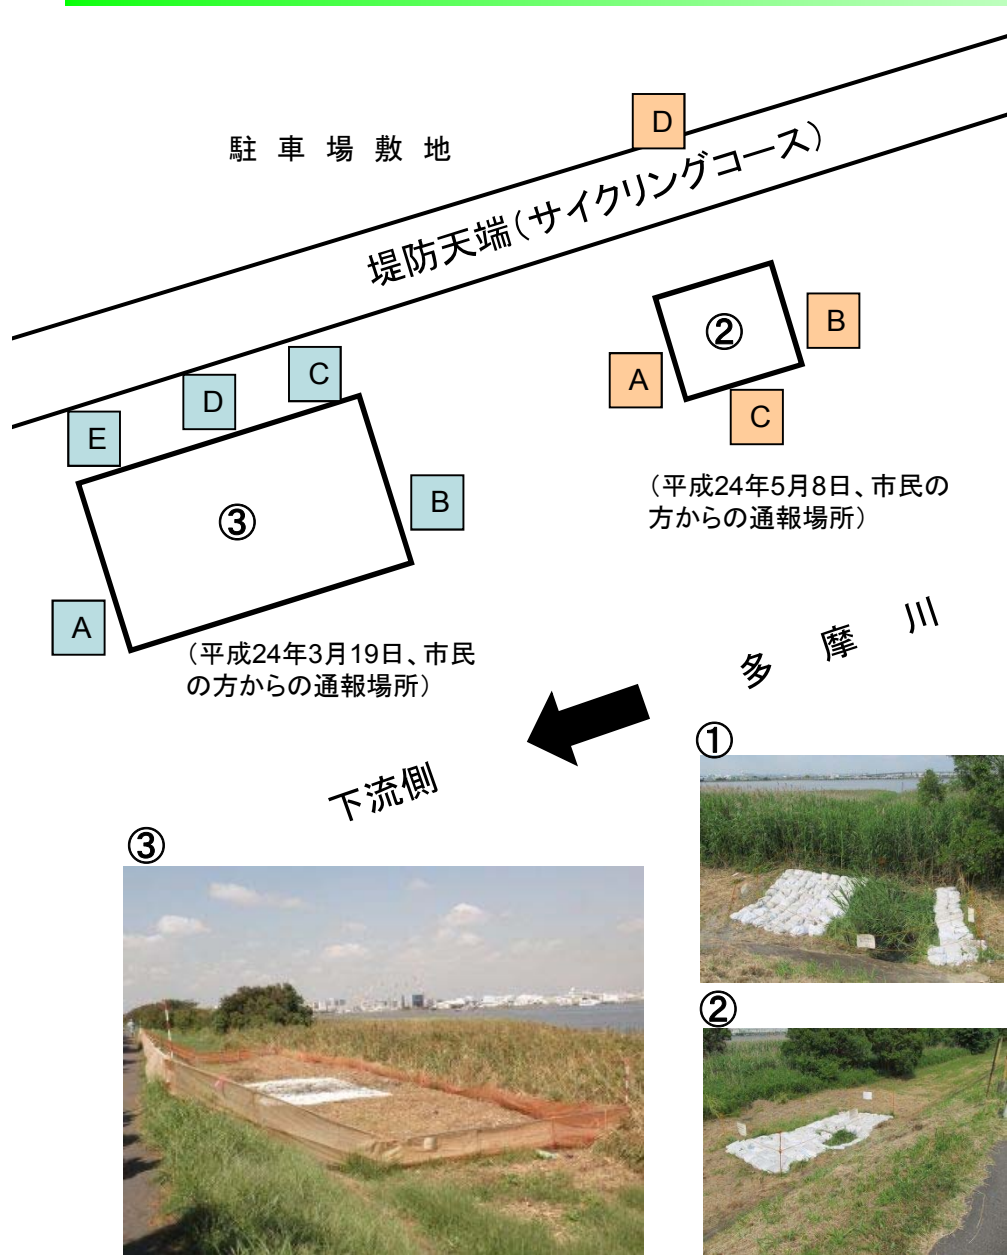 駐車場敷地
D
堤防天端(サイクリングコース)
②
A
B
C
(平成24年5月8日、市民の
方からの通報場所)
C
D
E
③
B
A
(平成24年3月19日、市民
の方からの通報場所)
多摩川
下流側
①
③
②